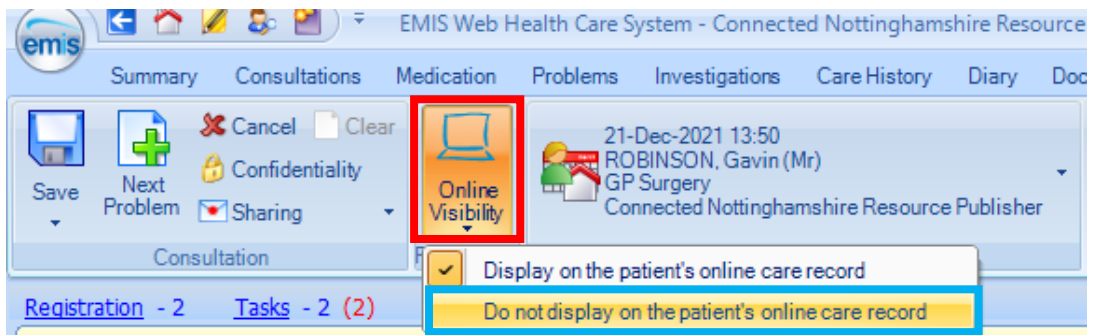 emis
EMIS Web Health Care System - Connected Nottinghamshire Resource
Summary Consultations Medication Problems Investigations Care History Diary Doc
Save
Next Problem
Cancel Clear
Confidentiality
Sharing
Consultation
Online
Visibility
21-Dec-2021 13:50
ROBINSON, Gavin (Mr)
GP Surgery
Connected Nottinghamshire Resource Publisher
Display on the patient's online care record
Do not display on the patient's online care record
Registration - 2 Tasks - 2 (2)